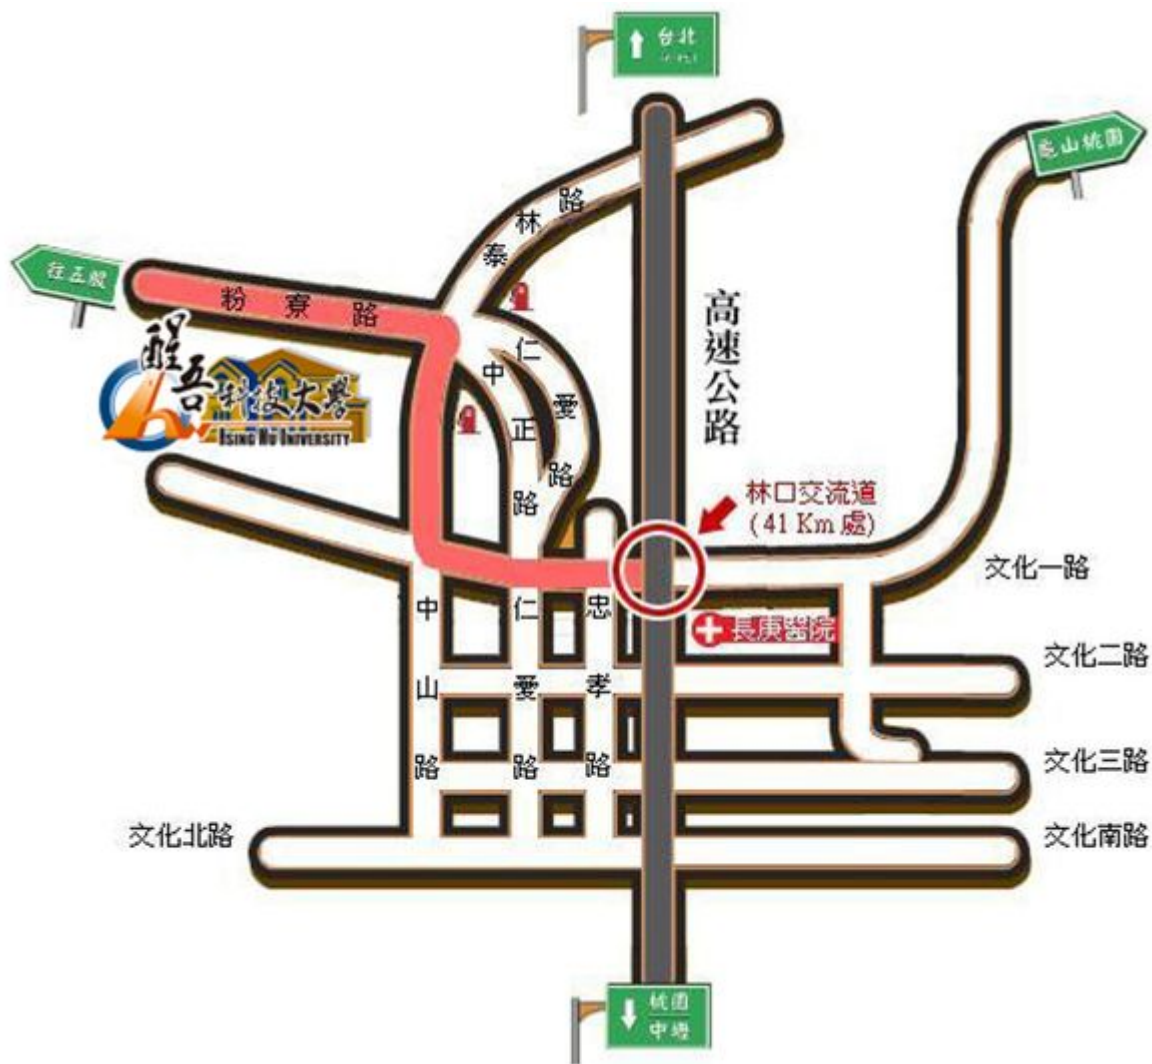 台北
龜山桃園
泰林路
往五股
粉寮路
高速公路
仁愛路
中正路
醒吾科技大學
HSING WU UNIVERSITY
林口交流道
(41 Km 處)
文化一路
中山路
仁愛路
忠孝路
長庚醫院
文化二路
文化三路
文化北路
文化南路
桃園
中壢